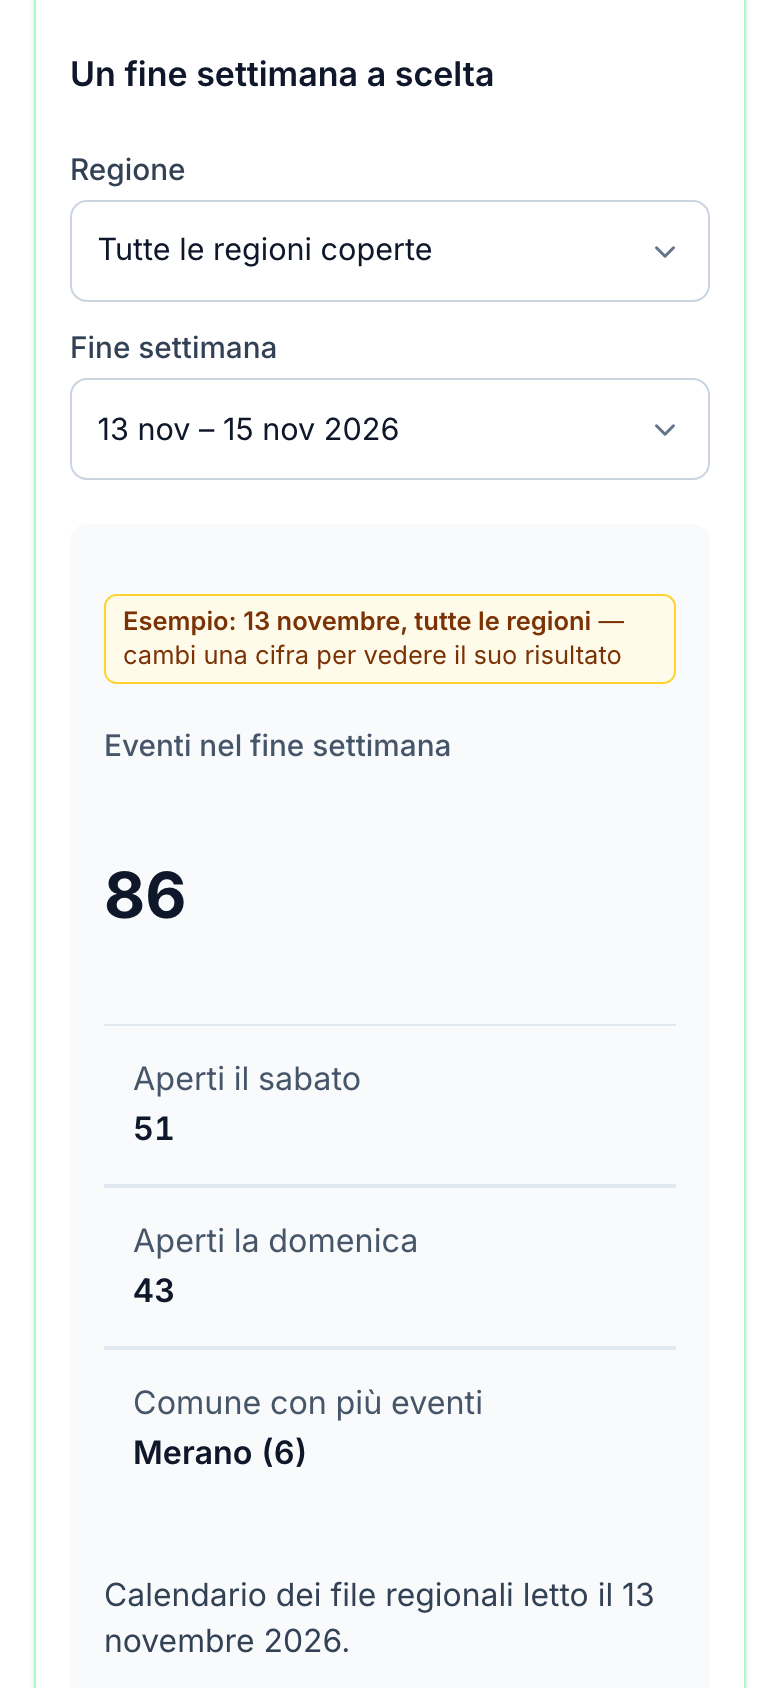 Un fine settimana a scelta
Regione
Tutte le regioni coperte
Fine settimana
13 nov – 15 nov 2026
Esempio: 13 novembre, tutte le regioni —
cambi una cifra per vedere il suo risultato
Eventi nel fine settimana
86
Aperti il sabato
51
Aperti la domenica
43
Comune con più eventi
Merano (6)
Calendario dei file regionali letto il 13
novembre 2026.